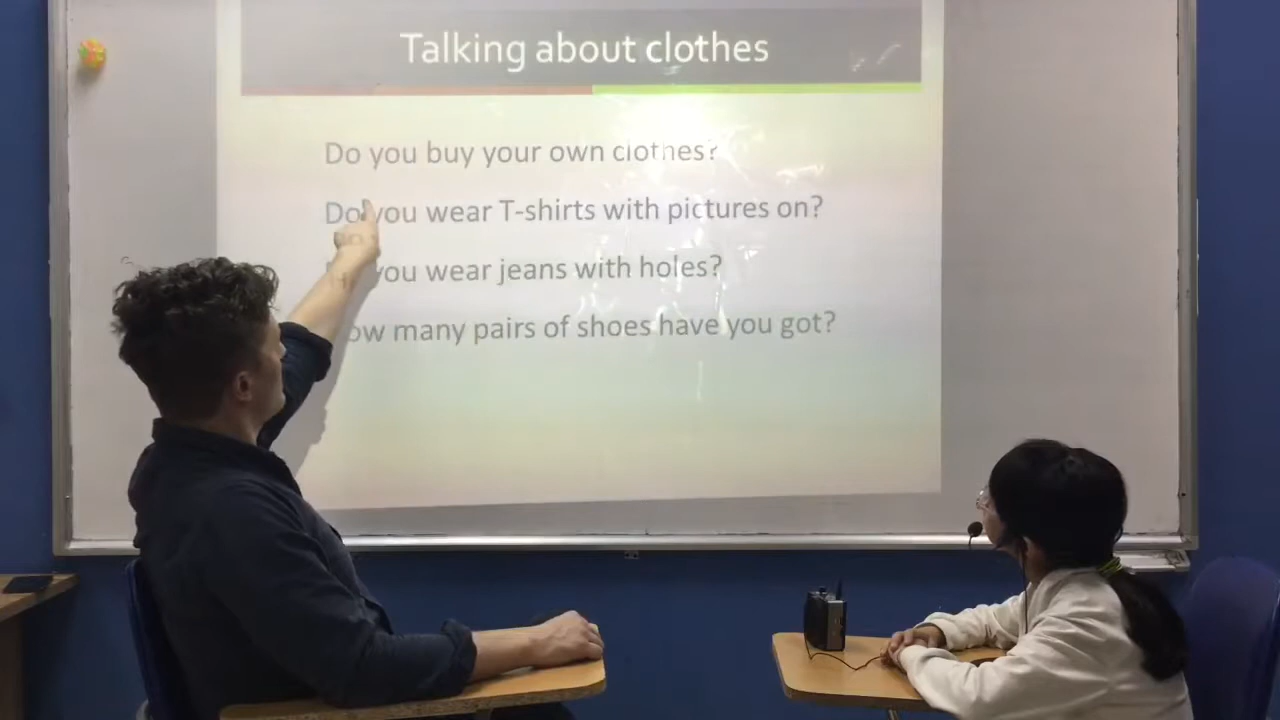 Talking about clothes
Do you buy your own clothes?
Do you wear T-shirts with pictures on?
you wear jeans with holes?
many pairs of shoes have you got?